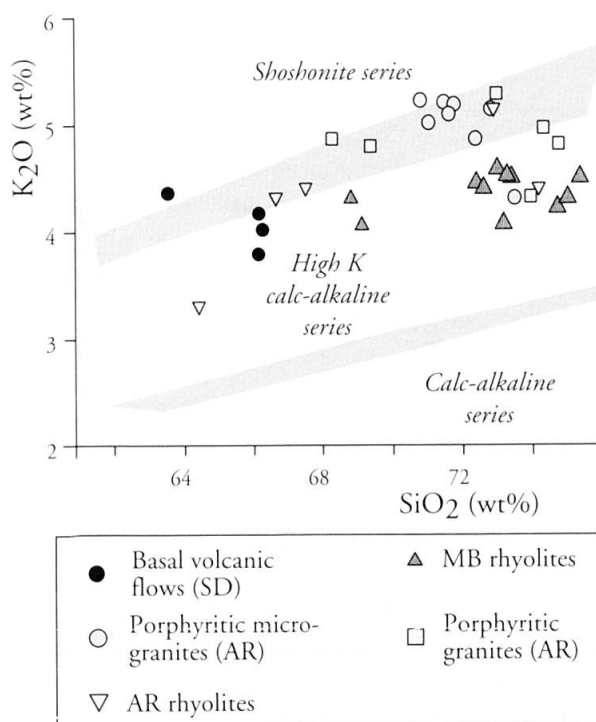 6
5
4
3
2
K₂O (wt%)
Shoshonite series
High K
calc-alkaline
series
Calc-alkaline
series
64
68
72
SiO₂ (wt%)
Basal volcanic
flows (SD)
MB rhyolites
Porphyritic micro-
granites (AR)
Porphyritic
granites (AR)
AR rhyolites